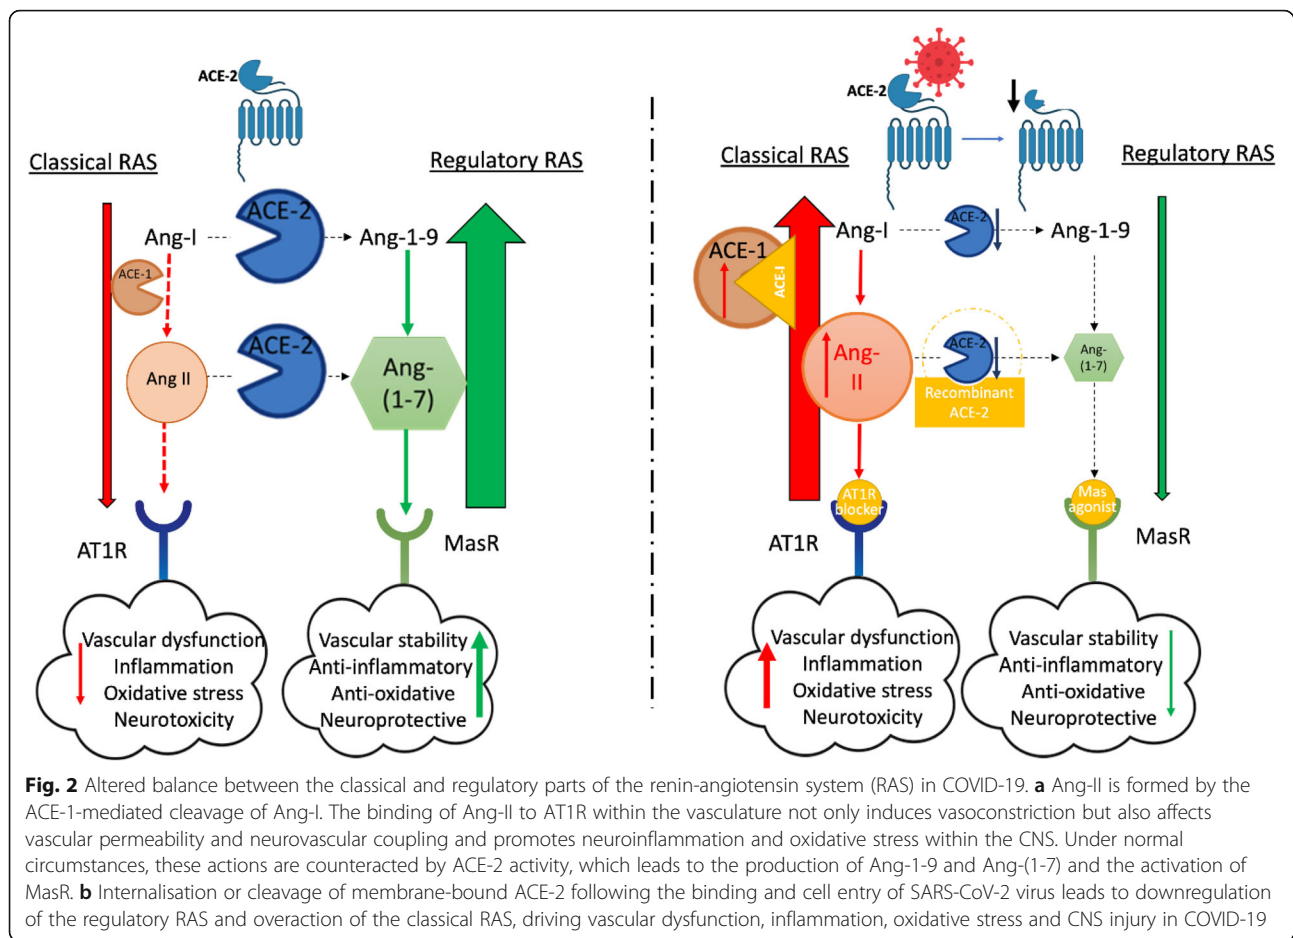 ACE-2
Classical RAS
Regulatory RAS
Ang-I
ACE-2
Ang-1-9
ACE-1
Ang II
ACE-2
Ang-
(1-7)
AT1R
MasR
Vascular dysfunction
Inflammation
Oxidative stress
Neurotoxicity
Vascular stability
Anti-inflammatory
Anti-oxidative
Neuroprotective
ACE-2
Classical RAS
Regulatory RAS
ACE-1
ACE-I
Ang-I
ACE-2
Ang-1-9
Ang-
II
ACE-2
Recombinant
ACE-2
Ang-
(1-7)
AT1R
blocker
Mas
agonist
AT1R
MasR
Vascular dysfunction
Inflammation
Oxidative stress
Neurotoxicity
Vascular stability
Anti-inflammatory
Anti-oxidative
Neuroprotective
Fig. 2 Altered balance between the classical and regulatory parts of the renin-angiotensin system (RAS) in COVID-19. a Ang-II is formed by the
ACE-1-mediated cleavage of Ang-I. The binding of Ang-II to AT1R within the vasculature not only induces vasoconstriction but also affects
vascular permeability and neurovascular coupling and promotes neuroinflammation and oxidative stress within the CNS. Under normal
circumstances, these actions are counteracted by ACE-2 activity, which leads to the production of Ang-1-9 and Ang-(1-7) and the activation of
MasR. b Internalisation or cleavage of membrane-bound ACE-2 following the binding and cell entry of SARS-CoV-2 virus leads to downregulation
of the regulatory RAS and overaction of the classical RAS, driving vascular dysfunction, inflammation, oxidative stress and CNS injury in COVID-19